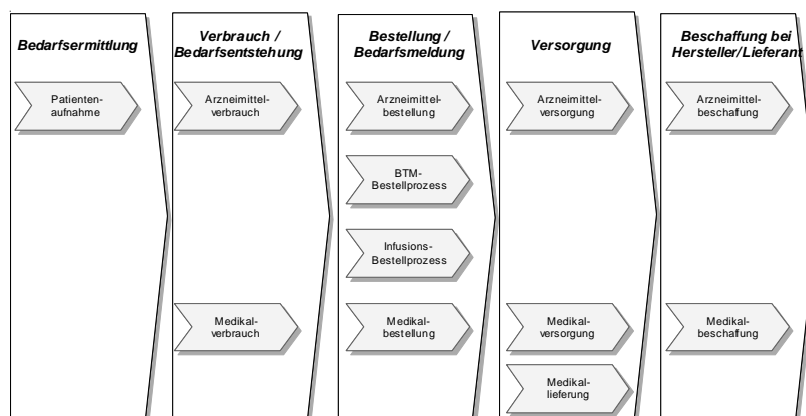 Bedarfsermittlung
Verbrauch /
Bedarfsentstehung
Bestellung /
Bedarfsmeldung
Versorgung
Beschaffung bei
Hersteller/Lieferant
Patienten-
aufnahme
Arzneimittel-
verbrauch
Arzneimittel-
bestellung
Arzneimittel-
versorgung
Arzneimittel-
beschaffung
BTM-
Bestellprozess
Infusions-
Bestellprozess
Medikal-
verbrauch
Medikal-
bestellung
Medikal-
versorgung
Medikal-
beschaffung
Medikal-
lieferung